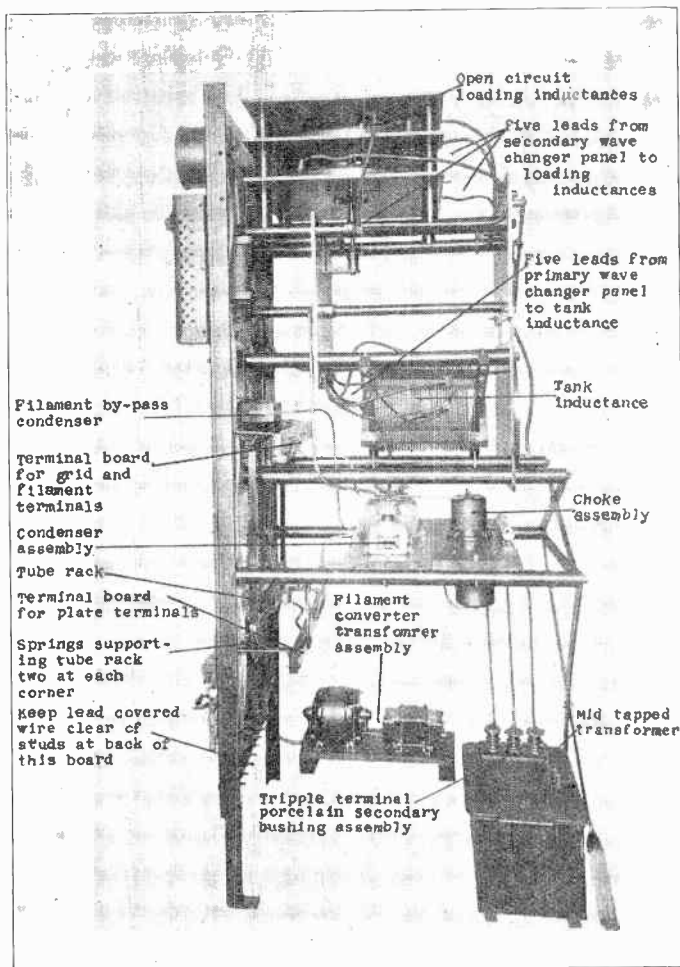 Open circuit
loading inductances
Five leads from
secondary wave
changer panel to
loading
inductances
Five leads from
primary wave
changer panel
to tank
inductance
Tank
inductance
Filament by-pass
condenser
Terminal board
for grid and
filament
terminals
Choke
assembly
Condenser
assembly
Tube rack
Terminal board
for plate terminals
Filament
converter
transfomrer
assembly
Springs support-
ing tube rack
two at each
corner
Keep lead covered
wire clear of
studs at back of
this board
Mid tapped
transformer
Tripple terminal
porcelain secondary
bushing assembly